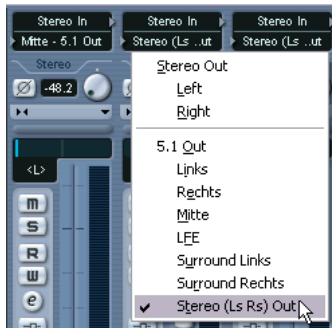 Stereo In Stereo In Stereo In
Mitte - 5.1 Out Stereo (Ls ..ut Stereo (Ls ..ut
Stereo
-48.2
Stereo Out
Left
Right
5.1 Out
Links
Rechts
Mitte
LFE
Surround Links
Surround Rechts
Stereo (Ls Rs) Out
<L>
m
S
R
W
e